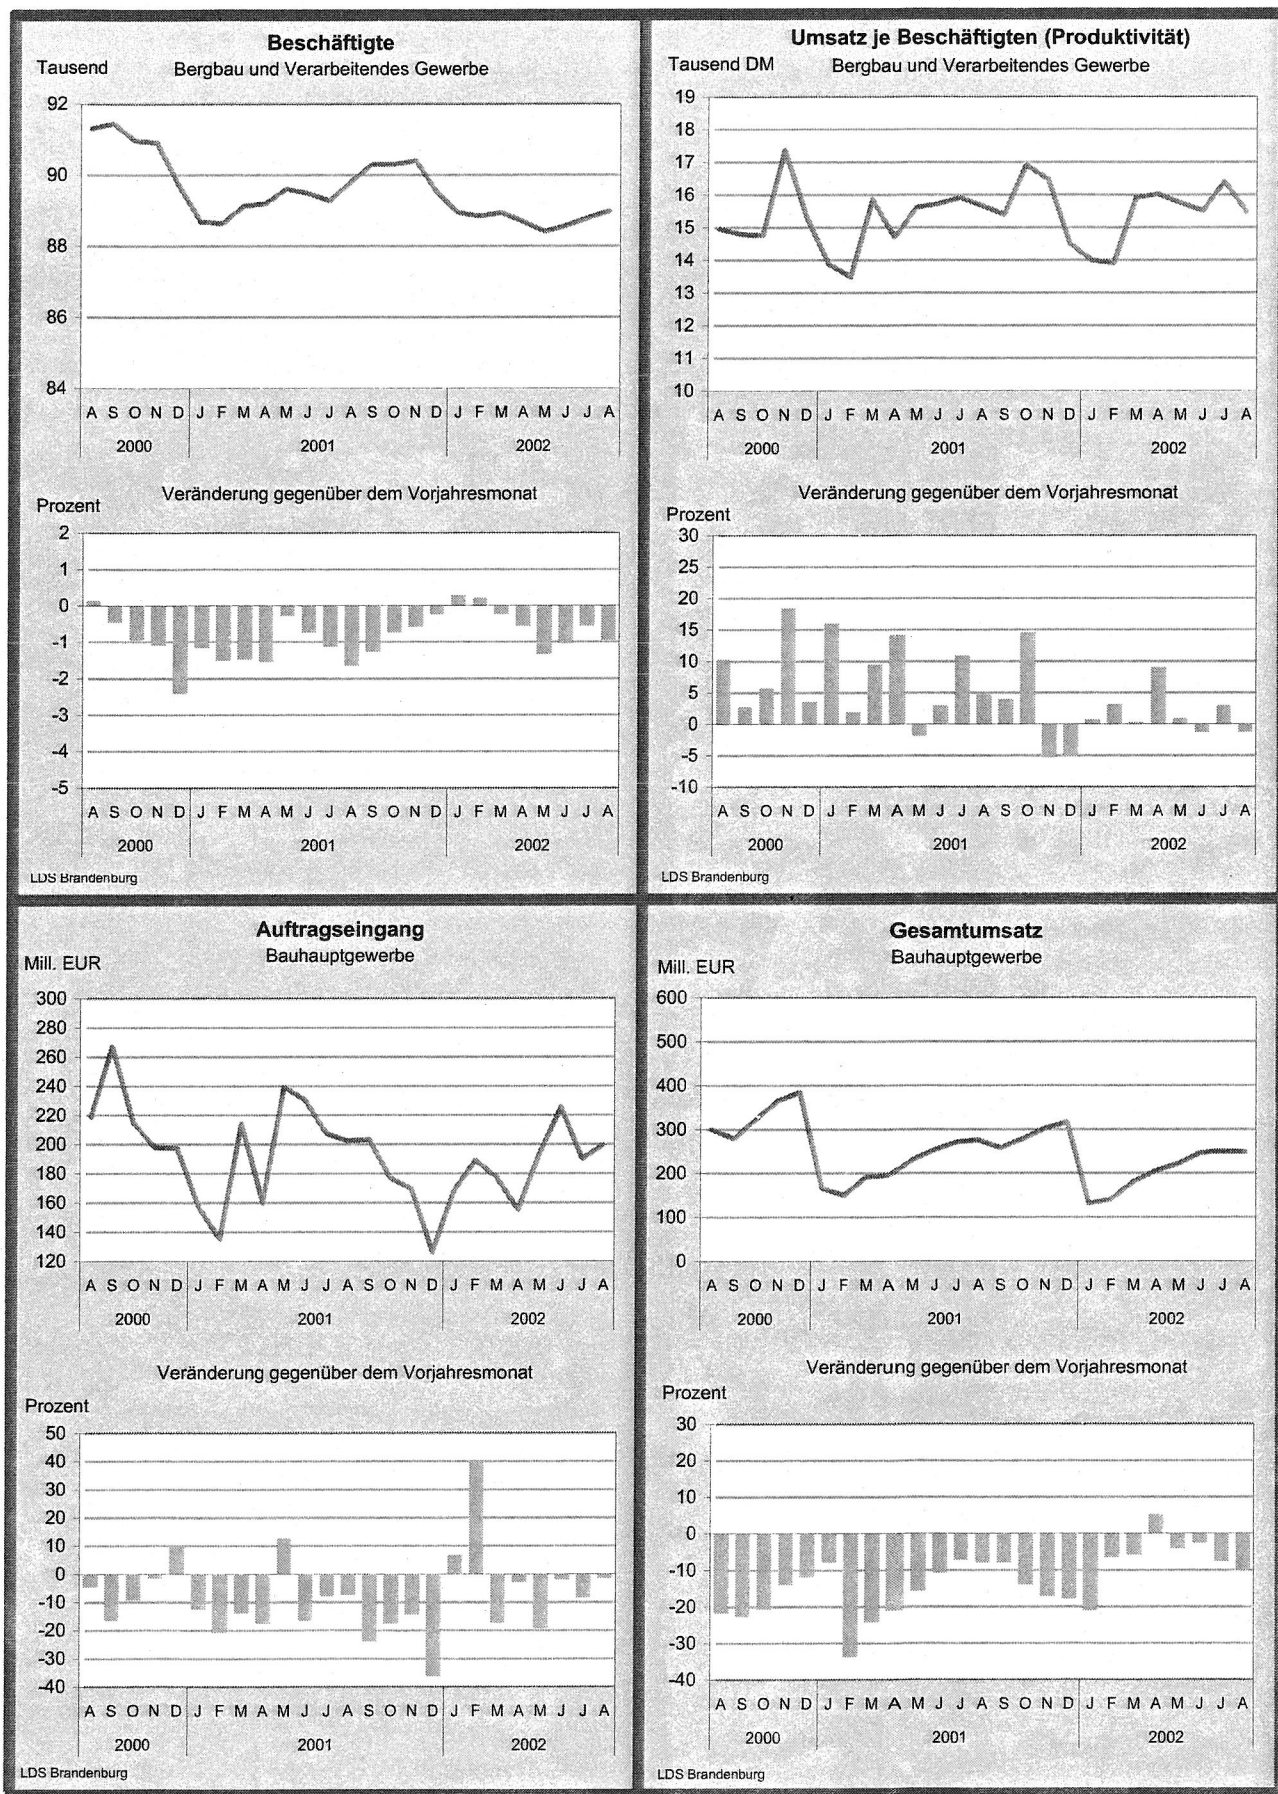 Beschäftigte
Tausend
Bergbau und Verarbeitendes Gewerbe
92
90
88
86
84
A S O N D J F M A M J J A S O N D J F M A M J J A
2000 2001 2002
Veränderung gegenüber dem Vorjahresmonat
Prozent
2
1
0
-1
-2
-3
-4
-5
A S O N D J F M A M J J A S O N D J F M A M J J A
2000 2001 2002
LDS Brandenburg
Umsatz je Beschäftigten (Produktivität)
Tausend DM
Bergbau und Verarbeitendes Gewerbe
19
18
17
16
15
14
13
12
11
10
A S O N D J F M A M J J A S O N D J F M A M J J A
2000 2001 2002
Veränderung gegenüber dem Vorjahresmonat
Prozent
30
25
20
15
10
5
0
-5
-10
A S O N D J F M A M J J A S O N D J F M A M J J A
2000 2001 2002
LDS Brandenburg
Auftragseingang
Bauhauptgewerbe
Mill. EUR
300
280
260
240
220
200
180
160
140
120
A S O N D J F M A M J J A S O N D J F M A M J J A
2000 2001 2002
Veränderung gegenüber dem Vorjahresmonat
Prozent
50
40
30
20
10
0
-10
-20
-30
-40
A S O N D J F M A M J J A S O N D J F M A M J J A
2000 2001 2002
LDS Brandenburg
Gesamtumsatz
Bauhauptgewerbe
Mill. EUR
600
500
400
300
200
100
0
A S O N D J F M A M J J A S O N D J F M A M J J A
2000 2001 2002
Veränderung gegenüber dem Vorjahresmonat
Prozent
30
20
10
0
-10
-20
-30
-40
A S O N D J F M A M J J A S O N D J F M A M J J A
2000 2001 2002
LDS Brandenburg